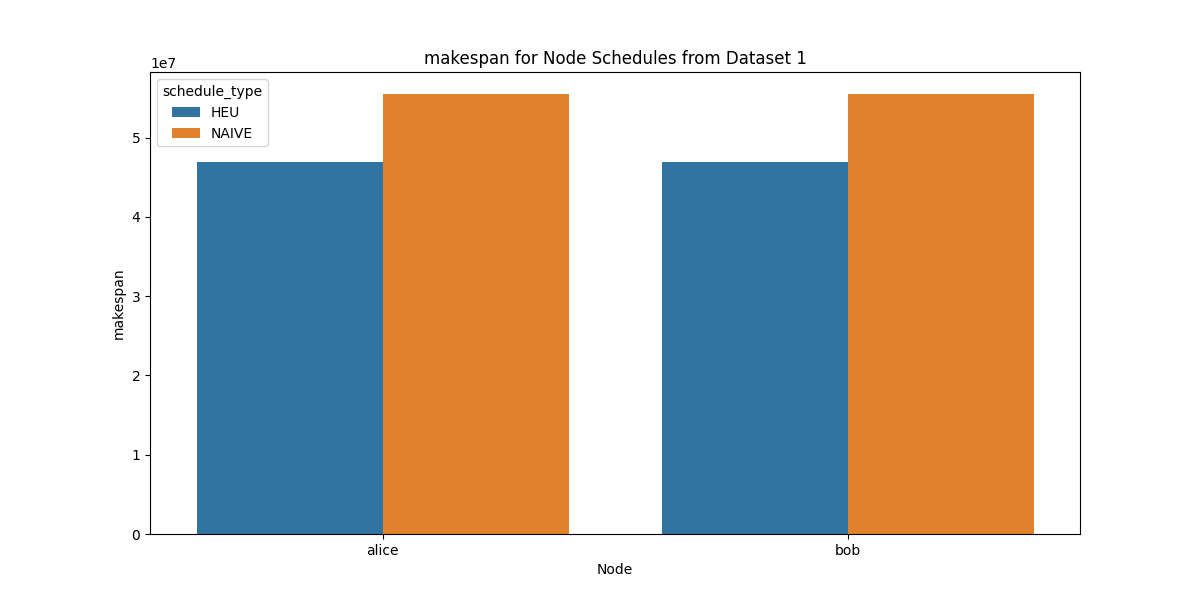 makespan for Node Schedules from Dataset 1
1e7
schedule_type
HEU
NAIVE
5
4
3
2
1
0
makespan
alice
bob
Node